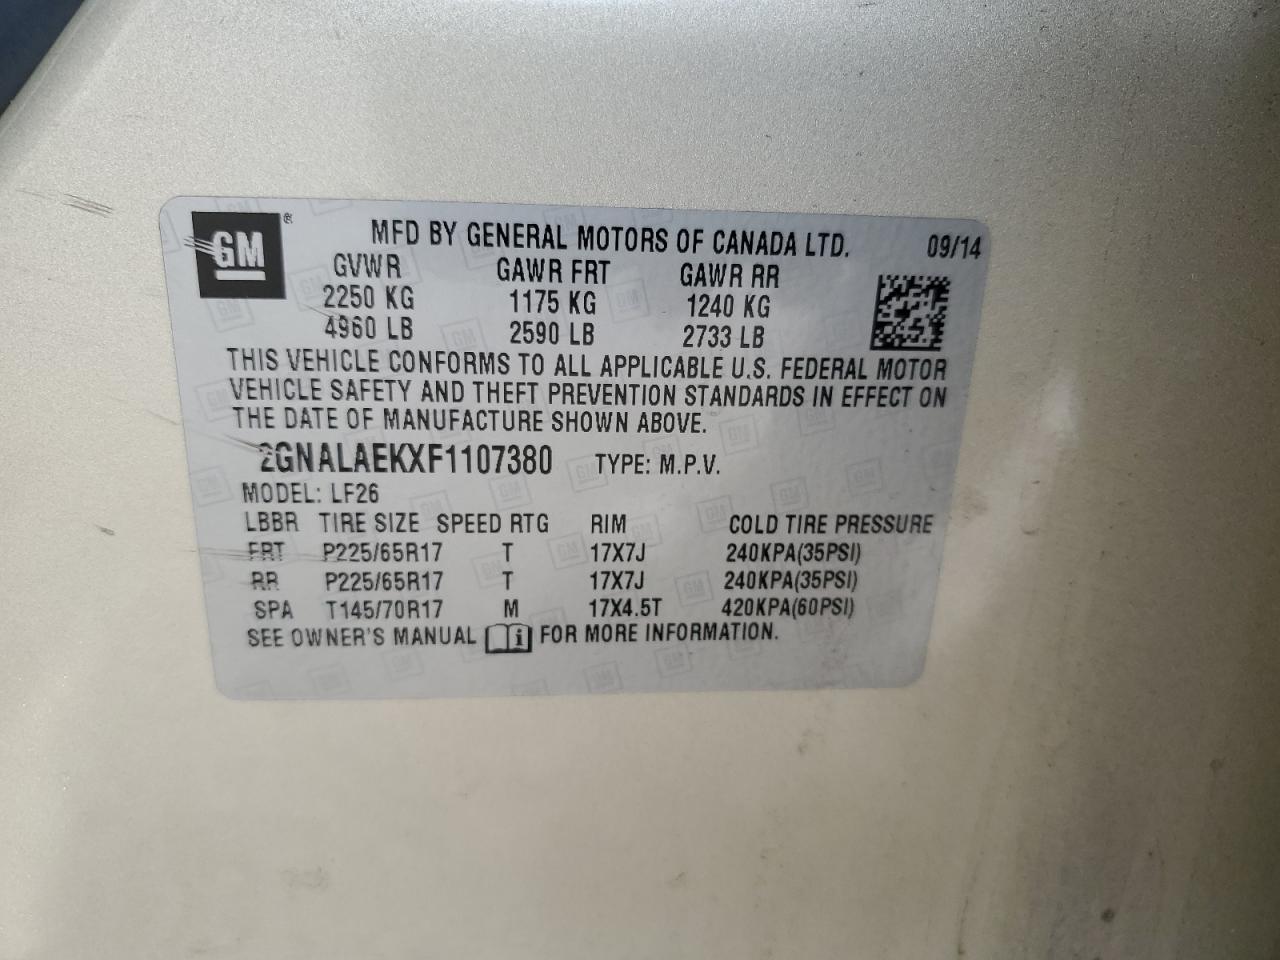 GM ®
MFD BY GENERAL MOTORS OF CANADA LTD. 09/14
GVWR GAWR FRT GAWR RR
2250 KG 1175 KG 1240 KG
4960 LB 2590 LB 2733 LB
THIS VEHICLE CONFORMS TO ALL APPLICABLE U.S. FEDERAL MOTOR
VEHICLE SAFETY AND THEFT PREVENTION STANDARDS IN EFFECT ON
THE DATE OF MANUFACTURE SHOWN ABOVE.
2GNALAEKXF1107380 TYPE: M.P.V.
MODEL: LF26
LBBR TIRE SIZE SPEED RTG RIM COLD TIRE PRESSURE
FRT P225/65R17 T 17X7J 240KPA(35PSI)
RR P225/65R17 T 17X7J 240KPA(35PSI)
SPA T145/70R17 M 17X4.5T 420KPA(60PSI)
SEE OWNER'S MANUAL i FOR MORE INFORMATION.